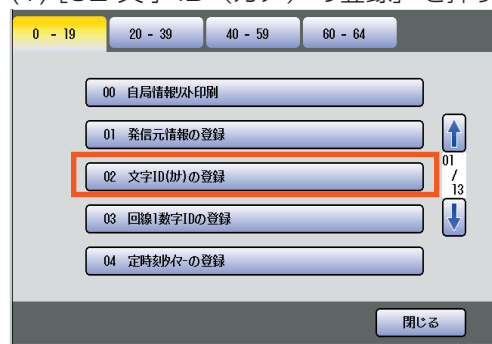 0 - 19
20 - 39
40 - 59
60 - 64
00 自局情報ﾘｽﾄ印刷
01 発信元情報の登録
02 文字ID(ｶﾅ)の登録
03 回線1数字IDの登録
04 定時刻ﾀｲﾏｰの登録
01
/
13
閉じる